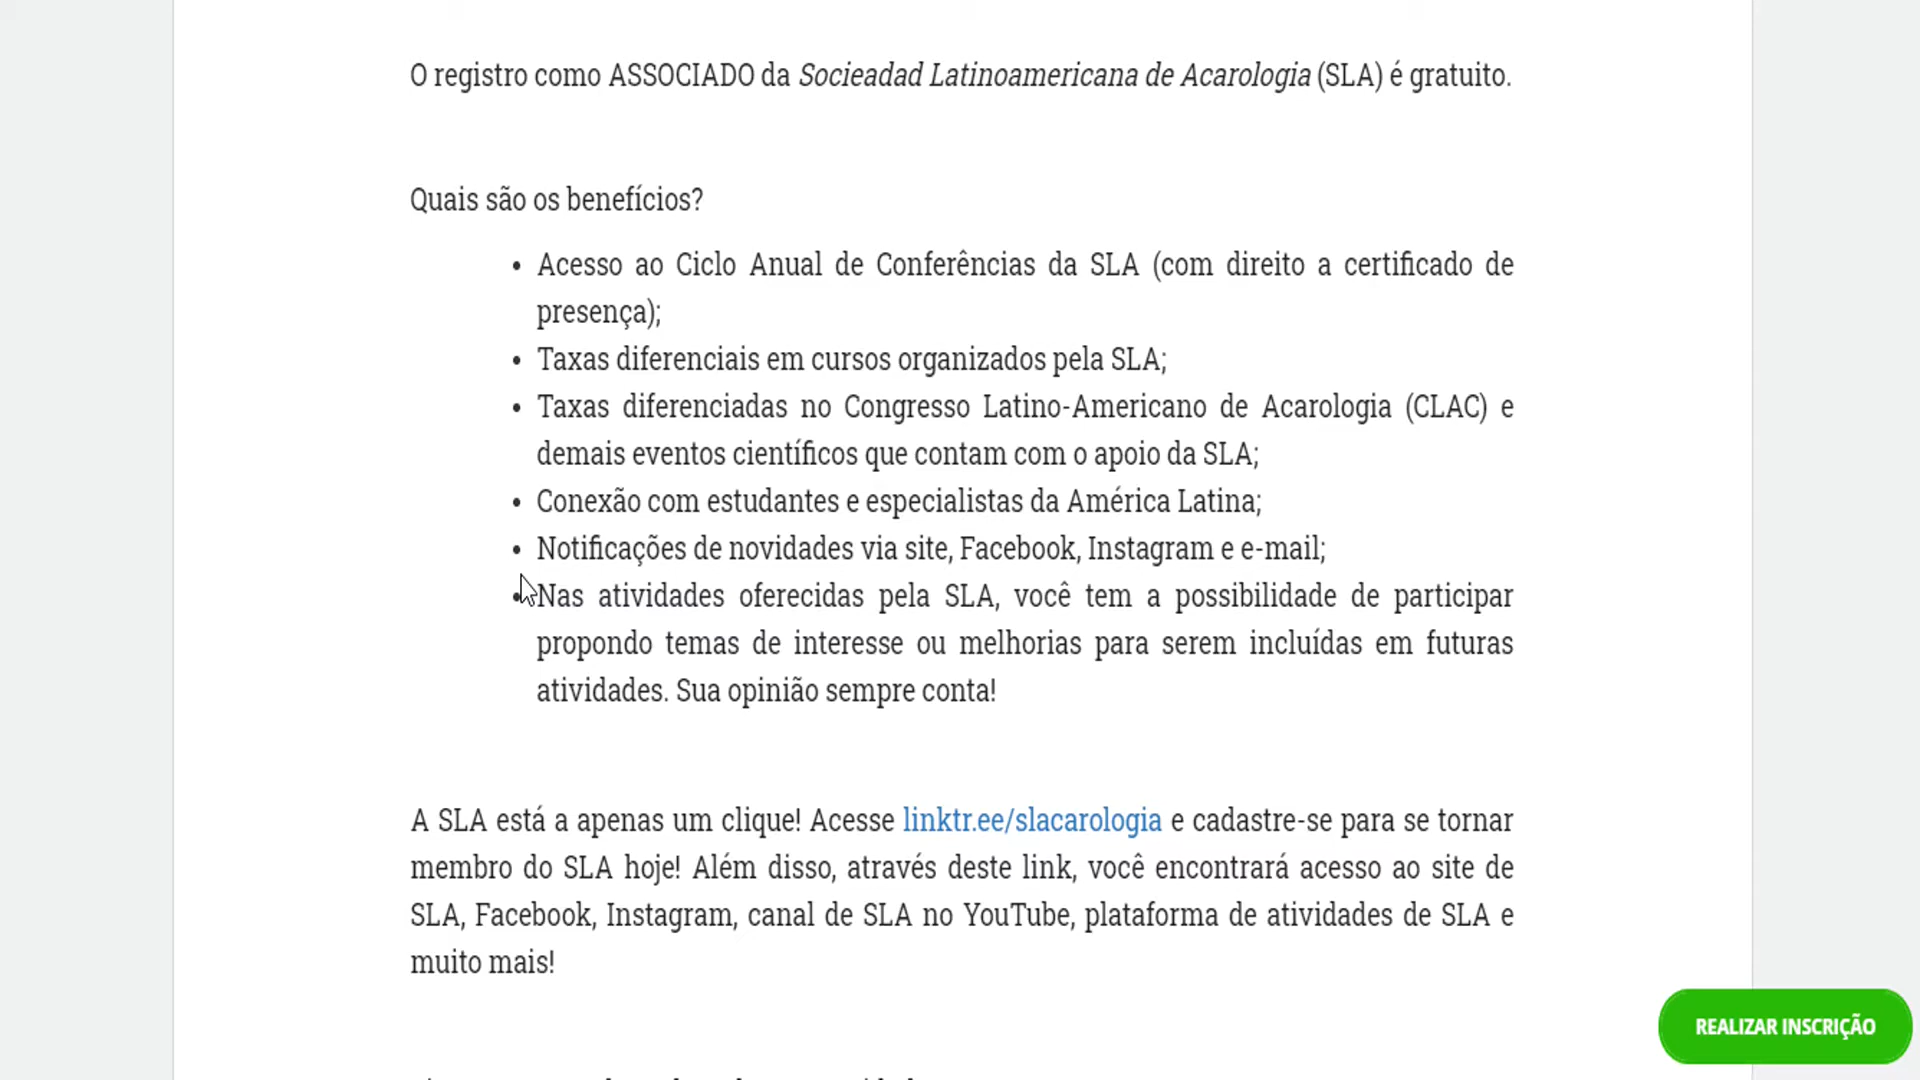 O registro como ASSOCIADO da Socieadad Latinoamericana de Acarologia (SLA) é gratuito.
Quais são os benefícios?
• Acesso ao Ciclo Anual de Conferências da SLA (com direito a certificado de
presença);
• Taxas diferenciais em cursos organizados pela SLA;
• Taxas diferenciadas no Congresso Latino-Americano de Acarologia (CLAC) e
demais eventos científicos que contam com o apoio da SLA;
• Conexão com estudantes e especialistas da América Latina;
• Notificações de novidades via site, Facebook, Instagram e e-mail;
• Nas atividades oferecidas pela SLA, você tem a possibilidade de participar
propondo temas de interesse ou melhorias para serem incluídas em futuras
atividades. Sua opinião sempre conta!
A SLA está a apenas um clique! Acesse linktr.ee/slacarologia e cadastre-se para se tornar
membro do SLA hoje! Além disso, através deste link, você encontrará acesso ao site de
SLA, Facebook, Instagram, canal de SLA no YouTube, plataforma de atividades de SLA e
muito mais!
REALIZAR INSCRIÇÃO